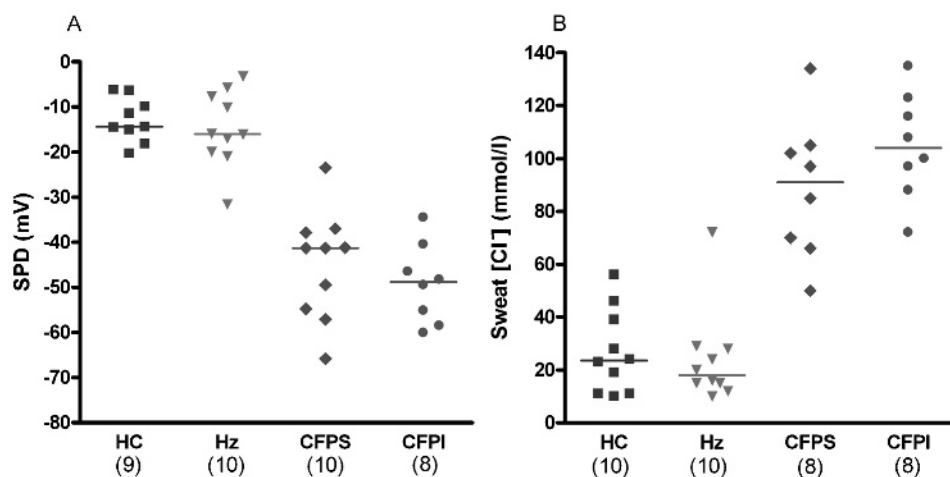 A
B
SPD (mV)
0
-10
-20
-30
-40
-50
-60
-70
-80
HC
Hz
CFPS
CFPI
(9)
(10)
(10)
(8)
Sweat [Cl⁻] (mmol/l)
140
120
100
80
60
40
20
0
HC
Hz
CFPS
CFPI
(10)
(10)
(8)
(8)